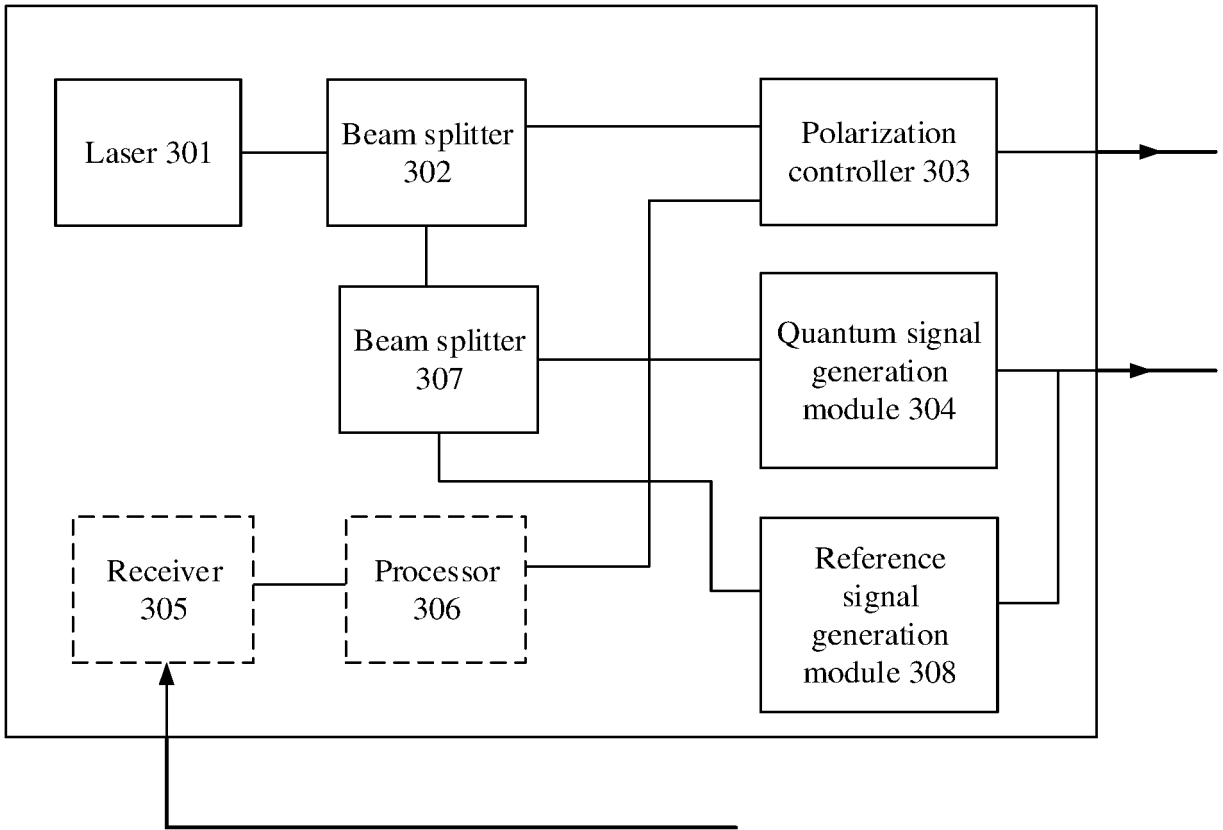 Laser 301
Beam splitter
302
Polarization
controller 303
Beam splitter
307
Quantum signal
generation
module 304
Receiver
305
Processor
306
Reference
signal
generation
module 308